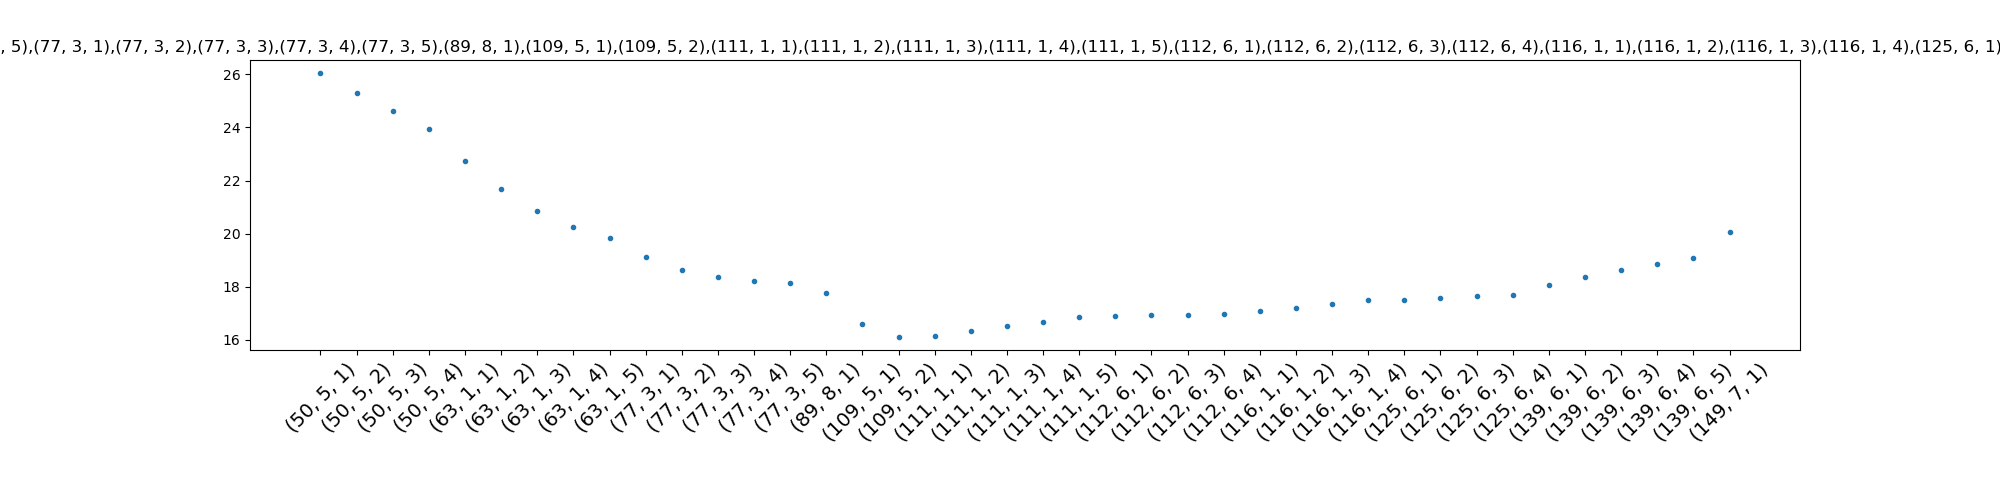 , 5),(77, 3, 1),(77, 3, 2),(77, 3, 3),(77, 3, 4),(77, 3, 5),(89, 8, 1),(109, 5, 1),(109, 5, 2),(111, 1, 1),(111, 1, 2),(111, 1, 3),(111, 1, 4),(111, 1, 5),(112, 6, 1),(112, 6, 2),(112, 6, 3),(112, 6, 4),(116, 1, 1),(116, 1, 2),(116, 1, 3),(116, 1, 4),(125, 6, 1)
26
24
22
20
18
16
(50, 5, 1)
(50, 5, 2)
(50, 5, 3)
(50, 5, 4)
(63, 1, 1)
(63, 1, 2)
(63, 1, 3)
(63, 1, 4)
(63, 1, 5)
(77, 3, 1)
(77, 3, 2)
(77, 3, 3)
(77, 3, 4)
(77, 3, 5)
(89, 8, 1)
(109, 5, 1)
(109, 5, 2)
(111, 1, 1)
(111, 1, 2)
(111, 1, 3)
(111, 1, 4)
(111, 1, 5)
(112, 6, 1)
(112, 6, 2)
(112, 6, 3)
(112, 6, 4)
(116, 1, 1)
(116, 1, 2)
(116, 1, 3)
(116, 1, 4)
(125, 6, 1)
(125, 6, 2)
(125, 6, 3)
(125, 6, 4)
(139, 6, 1)
(139, 6, 2)
(139, 6, 3)
(139, 6, 4)
(139, 6, 5)
(149, 7, 1)